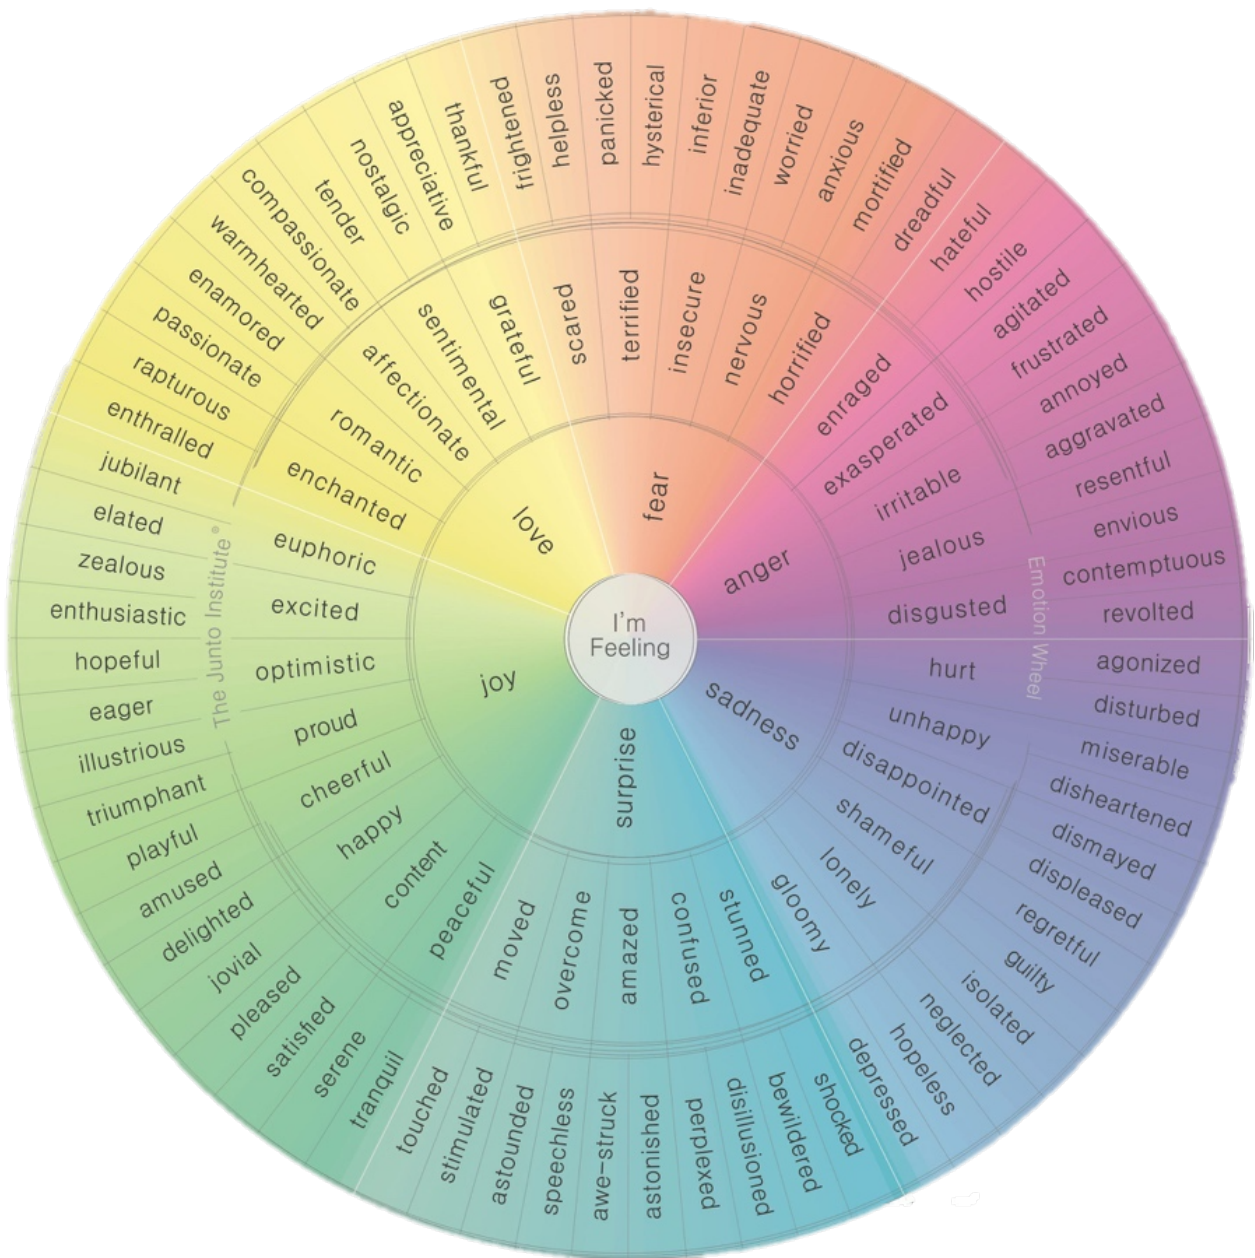 I'm
Feeling
fear
anger
sadness
surprise
joy
love
scared
terrified
insecure
nervous
horrified
enraged
exasperated
irritable
jealous
disgusted
hurt
unhappy
disappointed
shameful
lonely
gloomy
stunned
confused
amazed
overcome
moved
peaceful
content
happy
cheerful
proud
optimistic
excited
euphoric
enchanted
romantic
affectionate
sentimental
grateful
The Junto Institute®
Emotion Wheel
frightened
helpless
panicked
hysterical
inferior
inadequate
worried
anxious
mortified
dreadful
hateful
hostile
agitated
frustrated
annoyed
aggravated
resentful
envious
contemptuous
revolted
agonized
disturbed
miserable
disheartened
dismayed
displeased
regretful
guilty
isolated
neglected
hopeless
depressed
shocked
bewildered
disillusioned
perplexed
astonished
awe-struck
speechless
astounded
stimulated
touched
tranquil
serene
satisfied
pleased
jovial
delighted
amused
playful
triumphant
illustrious
eager
hopeful
enthusiastic
zealous
elated
jubilant
enthralled
rapturous
passionate
enamored
warmhearted
compassionate
tender
nostalgic
appreciative
thankful